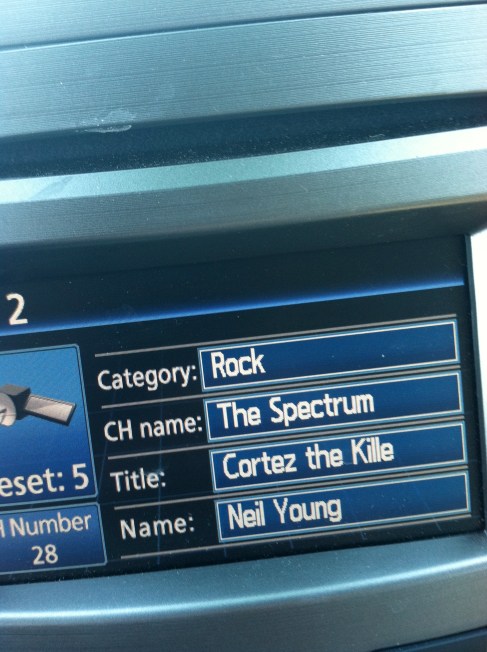 2
Category: Rock
CH name: The Spectrum
Title: Cortez the Kille
Name: Neil Young
eset: 5
H Number
28